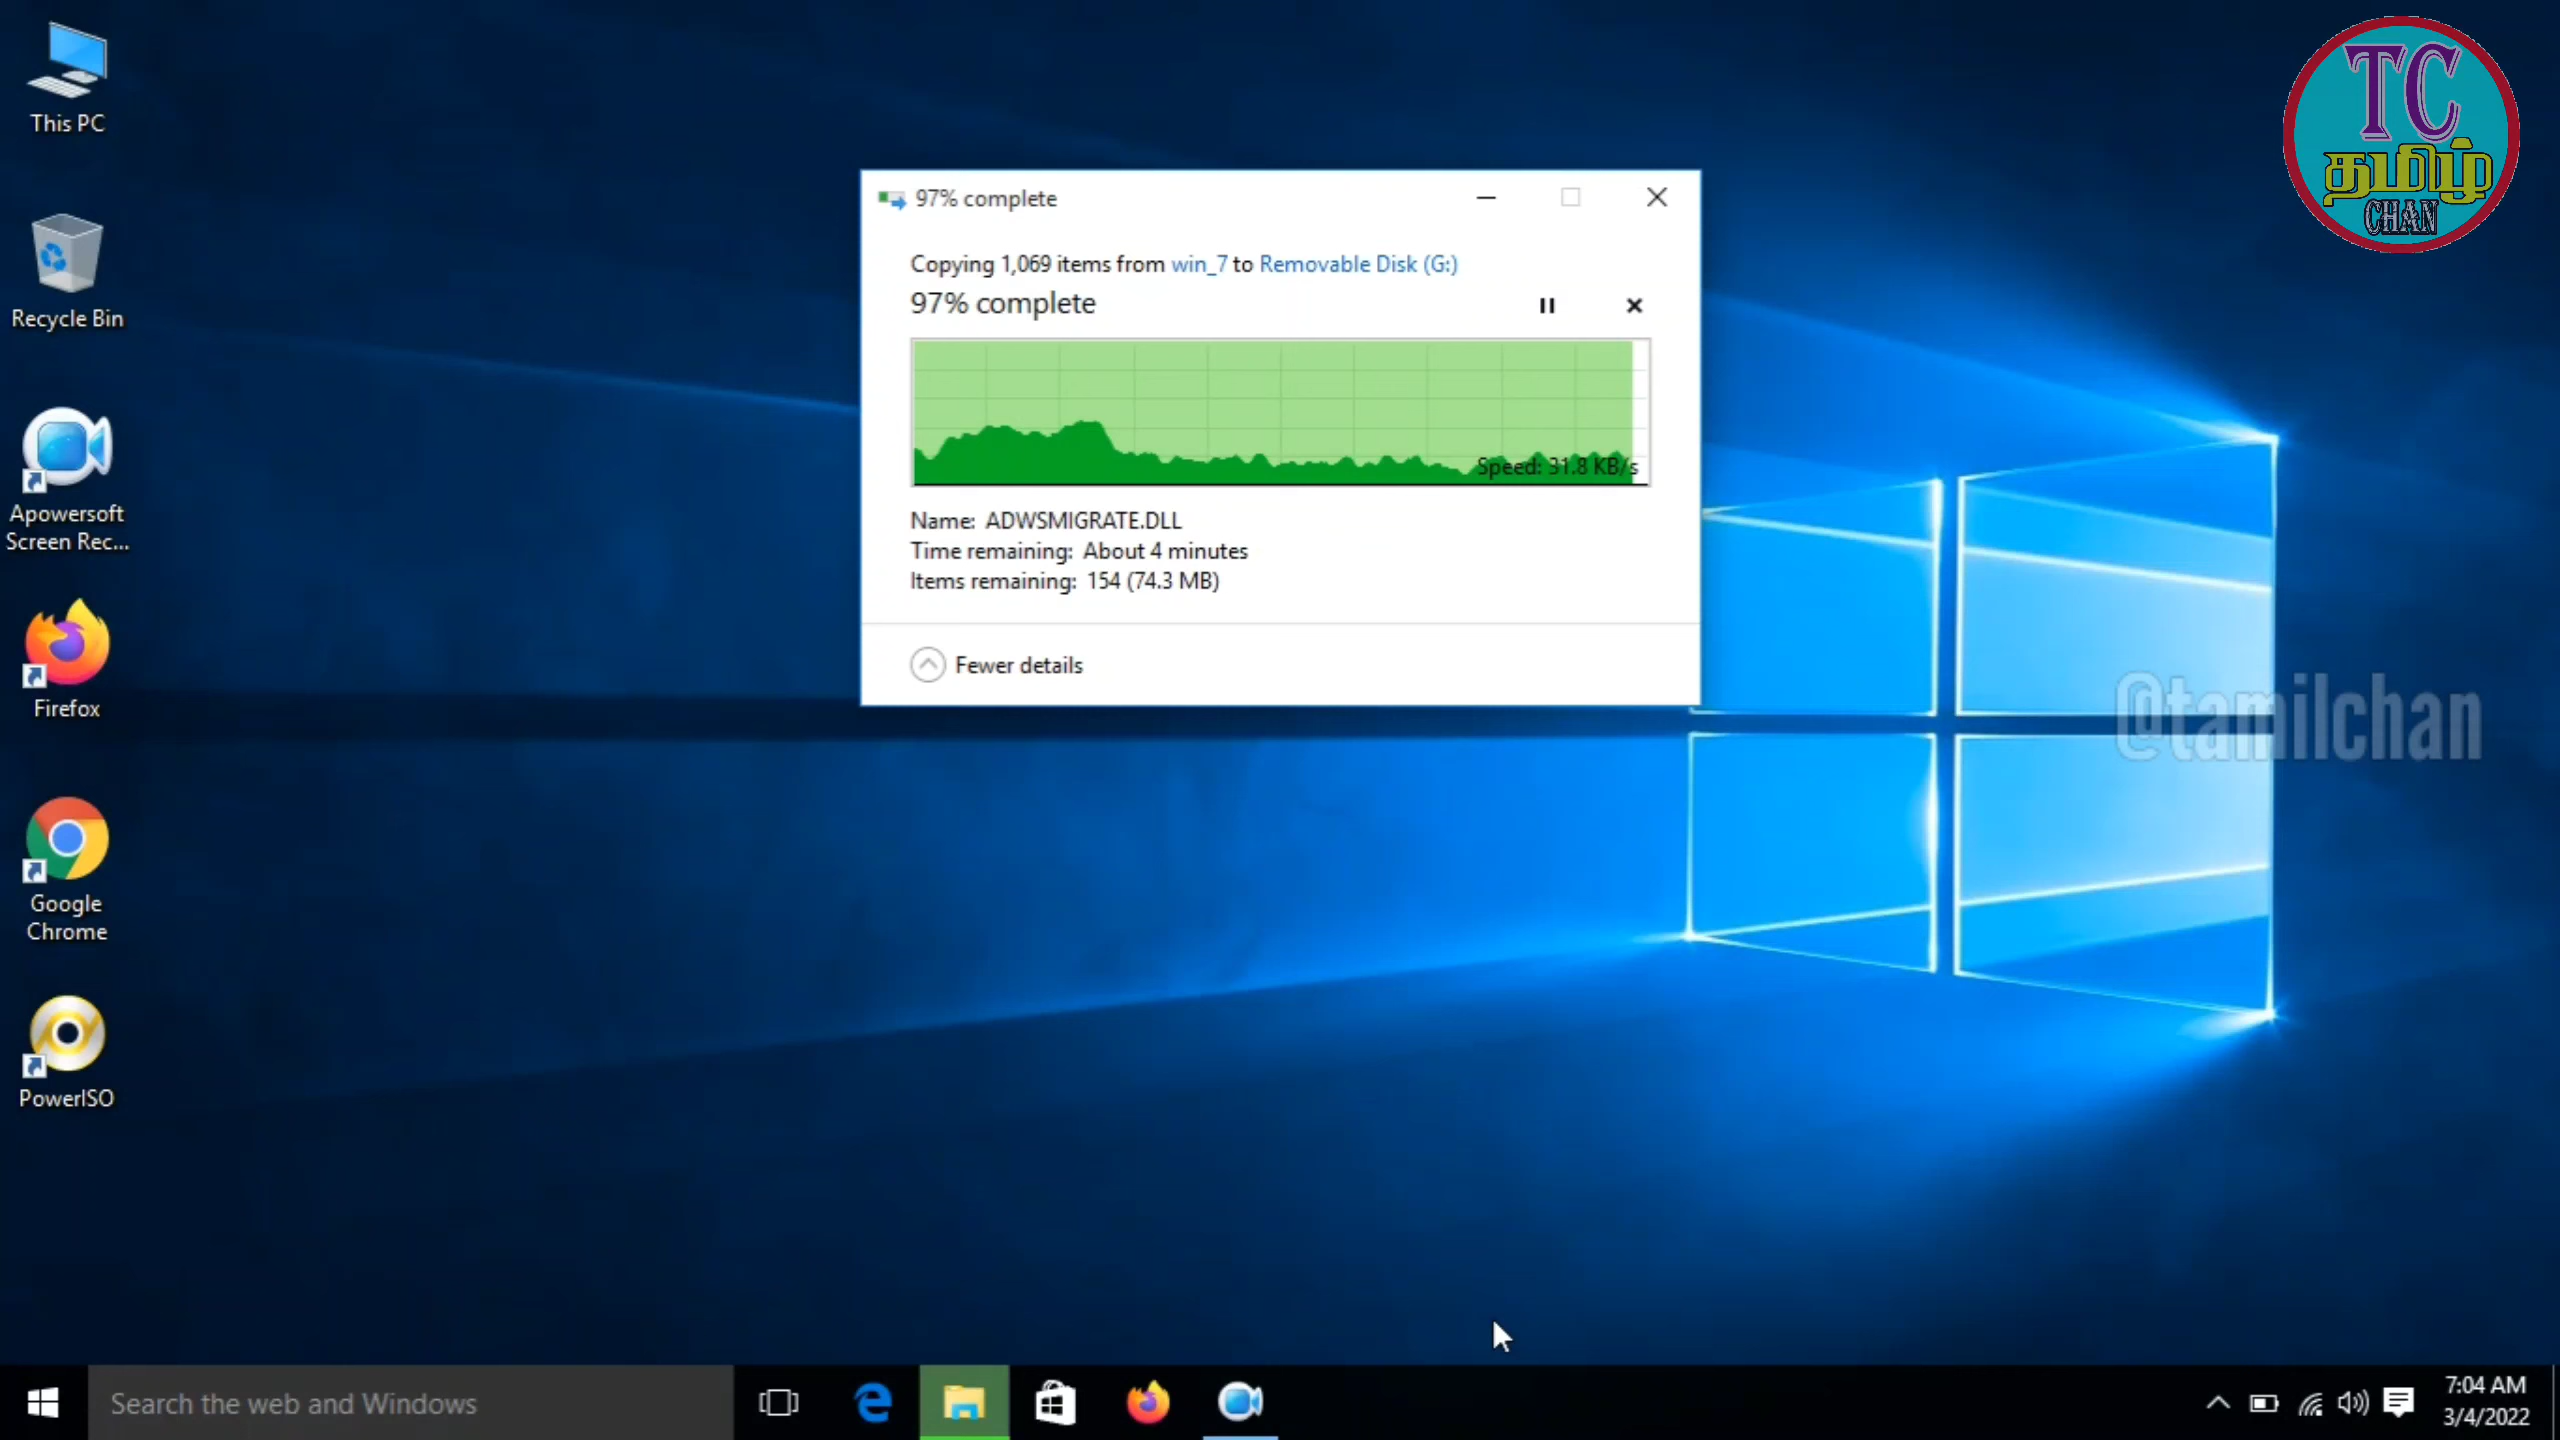 This PC
Recycle Bin
Apowersoft
Screen Rec...
Firefox
Google
Chrome
PowerISO
97% complete
Copying 1,069 items from win_7 to Removable Disk (G:)
97% complete
Speed: 31.8 KB/s
Name: ADWSMIGRATE.DLL
Time remaining: About 4 minutes
Items remaining: 154 (74.3 MB)
Fewer details
TC
தமிழ்
CHAN
@tamilchan
Search the web and Windows
7:04 AM
3/4/2022